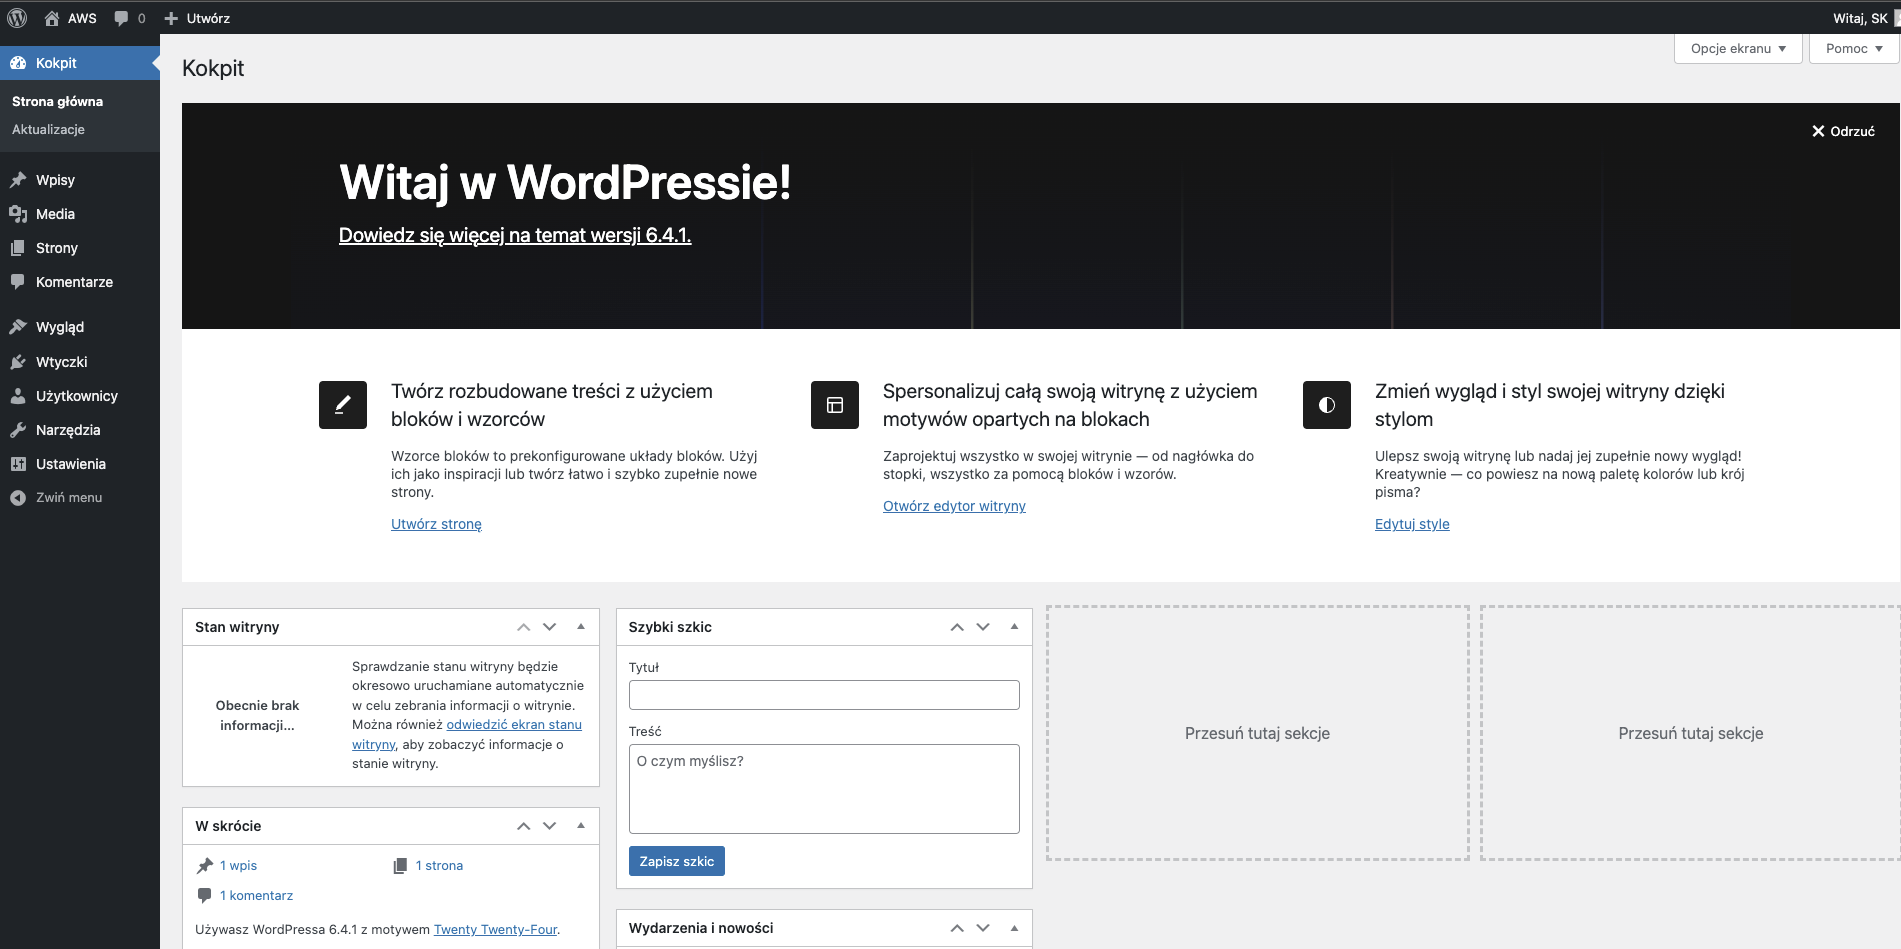 AWS
0
Utwórz
Witaj, SK
Kokpit
Strona główna
Aktualizacje
Wpisy
Media
Strony
Komentarze
Wygląd
Wtyczki
Użytkownicy
Narzędzia
Ustawienia
Zwiń menu
Opcje ekranu
Pomoc
Kokpit
Odrzuć
Witaj w WordPressie!
Dowiedz się więcej na temat wersji 6.4.1.
Twórz rozbudowane treści z użyciem
bloków i wzorców
Wzorce bloków to prekonfigurowane układy bloków. Użyj
ich jako inspiracji lub twórz łatwo i szybko zupełnie nowe
strony.
Utwórz stronę
Spersonalizuj całą swoją witrynę z użyciem
motywów opartych na blokach
Zaprojektuj wszystko w swojej witrynie — od nagłówka do
stopki, wszystko za pomocą bloków i wzorów.
Otwórz edytor witryny
Zmień wygląd i styl swojej witryny dzięki
stylom
Ulepsz swoją witrynę lub nadaj jej zupełnie nowy wygląd!
Kreatywnie — co powiesz na nową paletę kolorów lub krój
pisma?
Edytuj style
Stan witryny
Obecnie brak
informacji...
Sprawdzanie stanu witryny będzie
okresowo uruchamiane automatycznie
w celu zebrania informacji o witrynie.
Można również odwiedzić ekran stanu
witryny, aby zobaczyć informacje o
stanie witryny.
W skrócie
1 wpis
1 strona
1 komentarz
Używasz WordPressa 6.4.1 z motywem Twenty Twenty-Four.
Szybki szkic
Tytuł
Treść
O czym myślisz?
Zapisz szkic
Wydarzenia i nowości
Przesuń tutaj sekcje
Przesuń tutaj sekcje